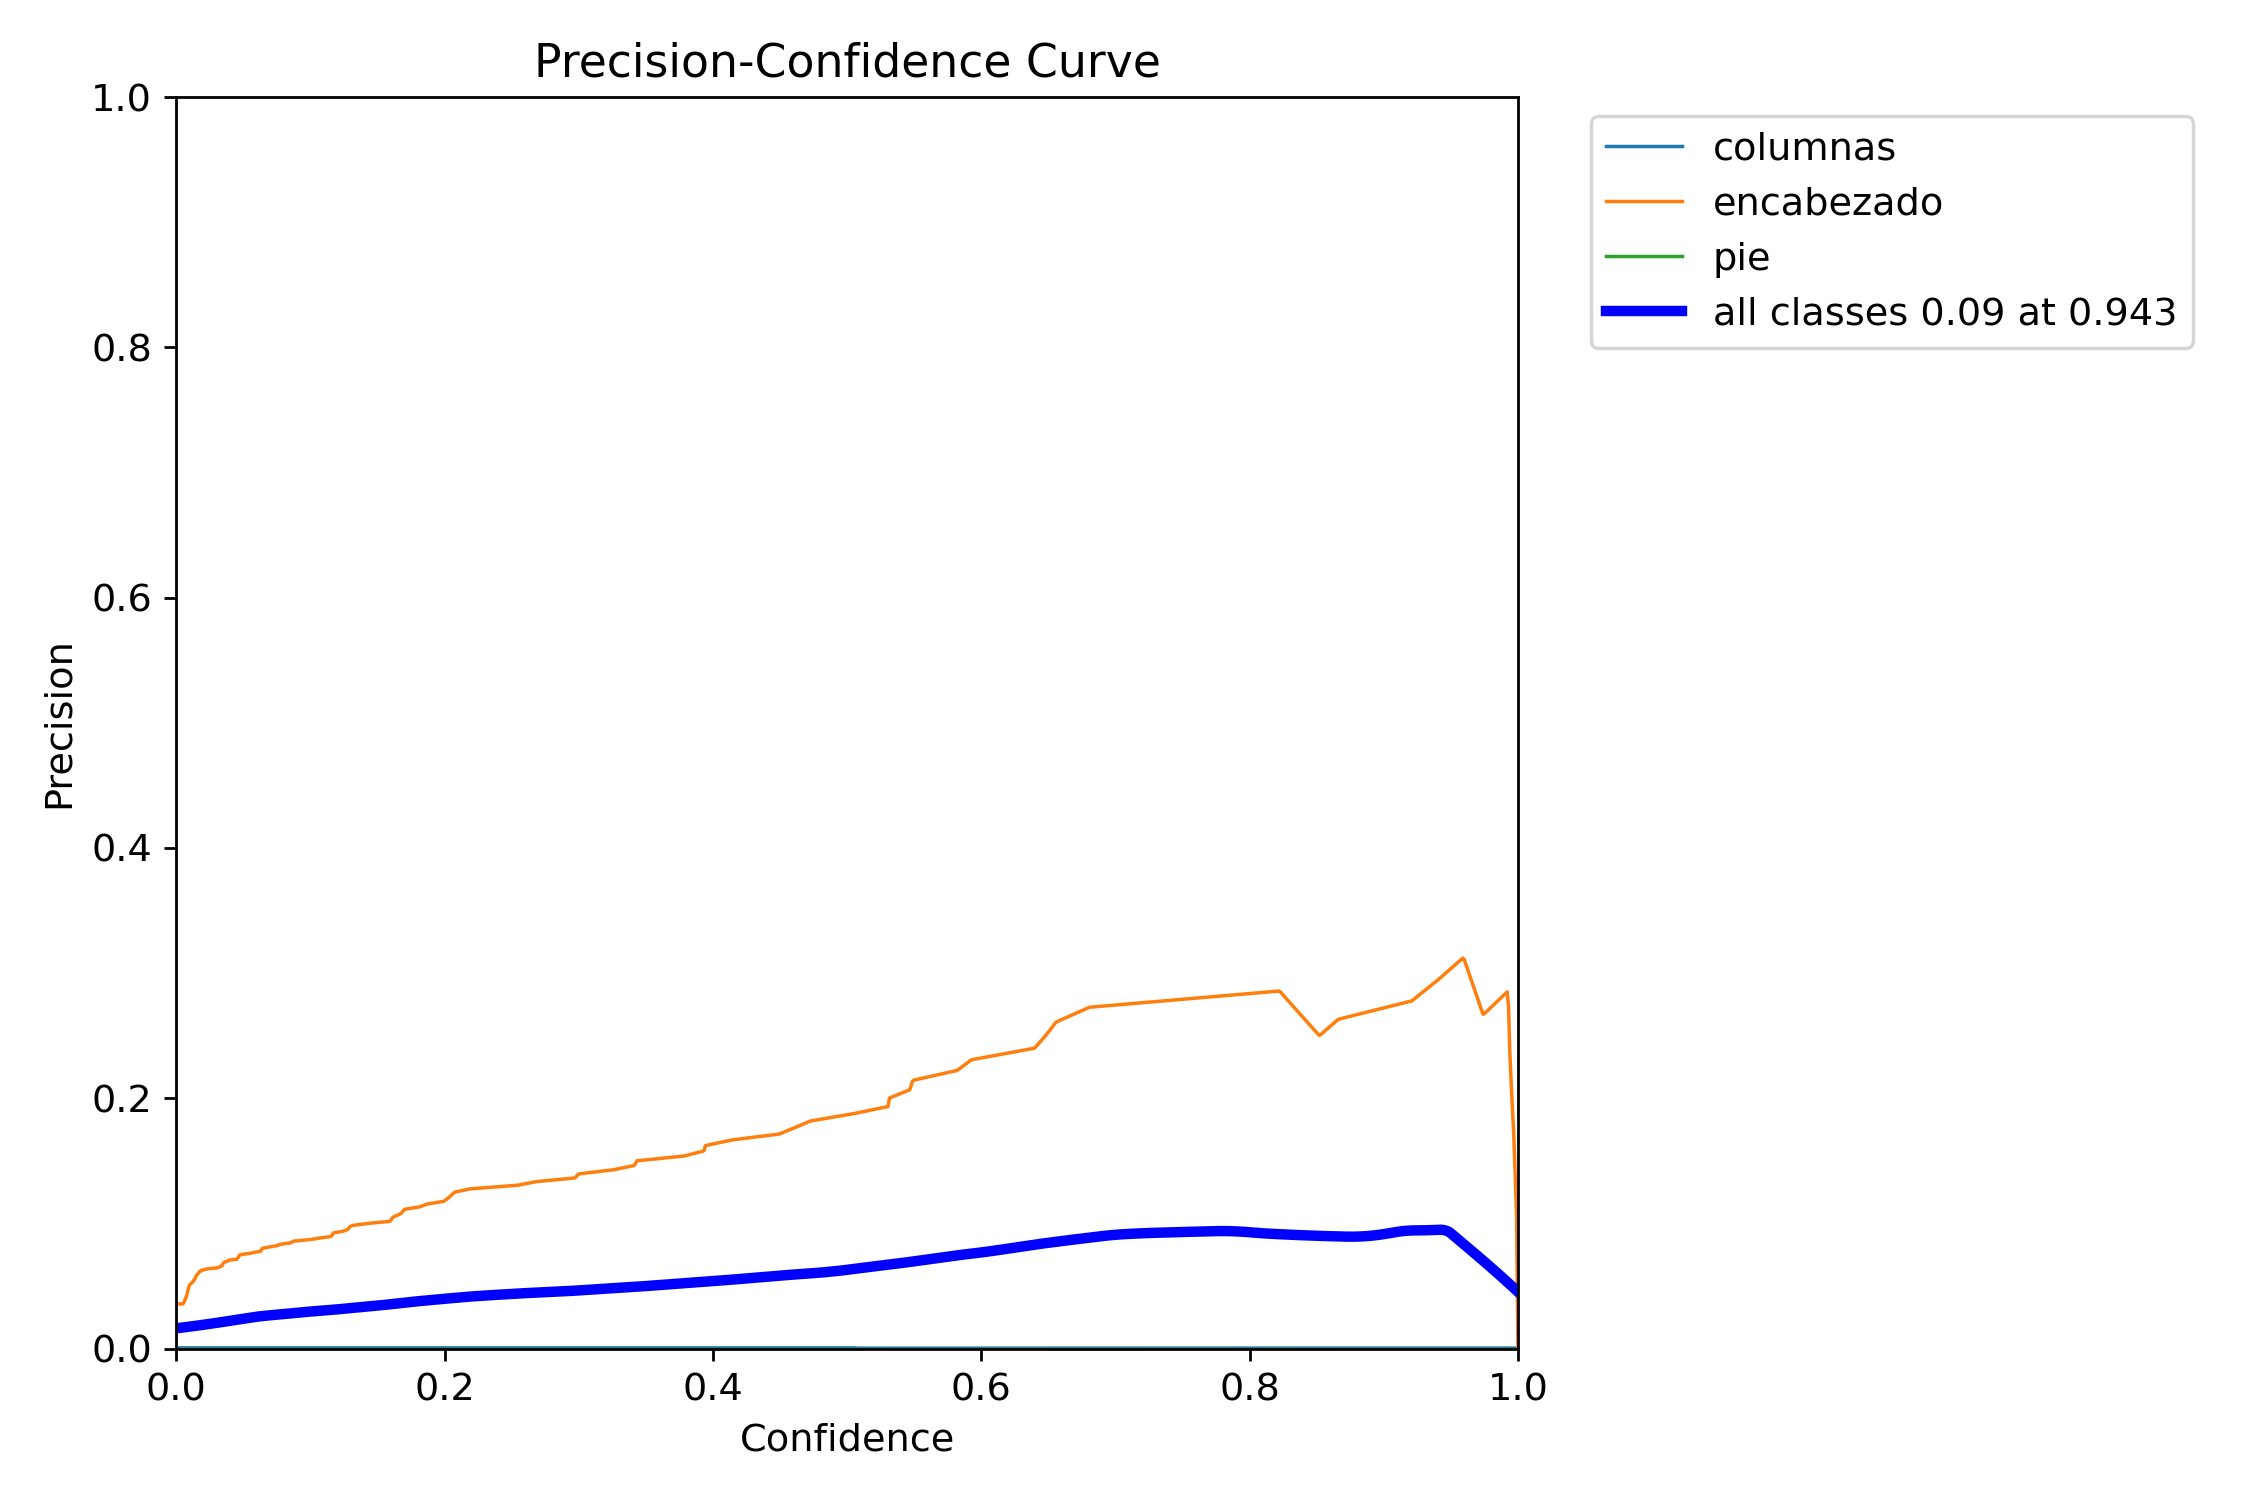 Precision-Confidence Curve
1.0
0.8
0.6
0.4
0.2
0.0
Precision
0.0 0.2 0.4 0.6 0.8 1.0
Confidence
columnas
encabezado
pie
all classes 0.09 at 0.943